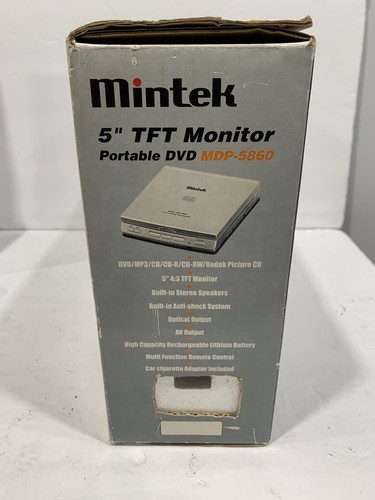 mintek
5" TFT Monitor
Portable DVD MDP-5860
mintek
DVD/MP3/CD/CD-R/CD-RW/Kodak Picture CD
5" 4:3 TFT Monitor
Built-in Stereo Speakers
Built-in Anti-shock System
Optical Output
AV Output
High Capacity Rechargeable Lithium Battery
Multi Function Remote Control
Car cigarette Adaptor Included